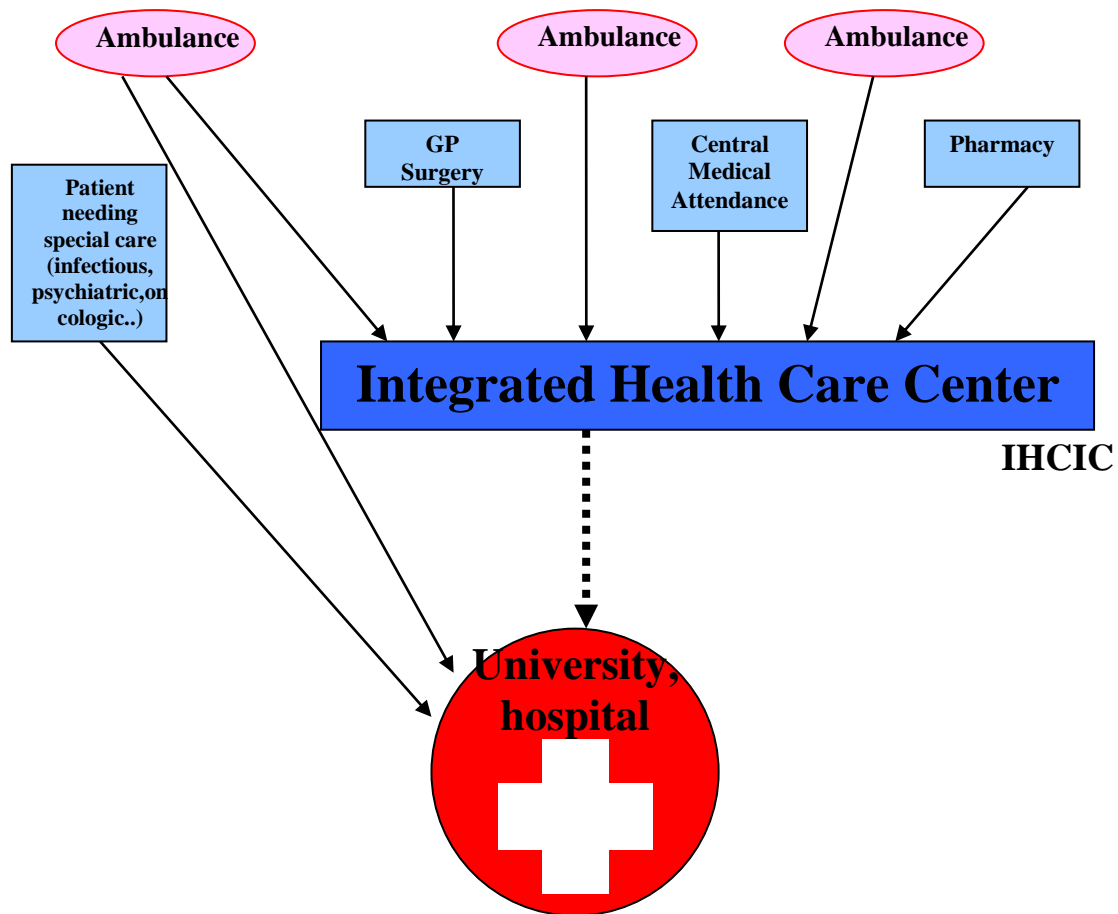 Ambulance
Ambulance
Ambulance
GP
Surgery
Central
Medical
Attendance
Pharmacy
Patient
needing
special care
(infectious,
psychiatric,on
cologic..)
Integrated Health Care Center
IHCIC
University,
hospital